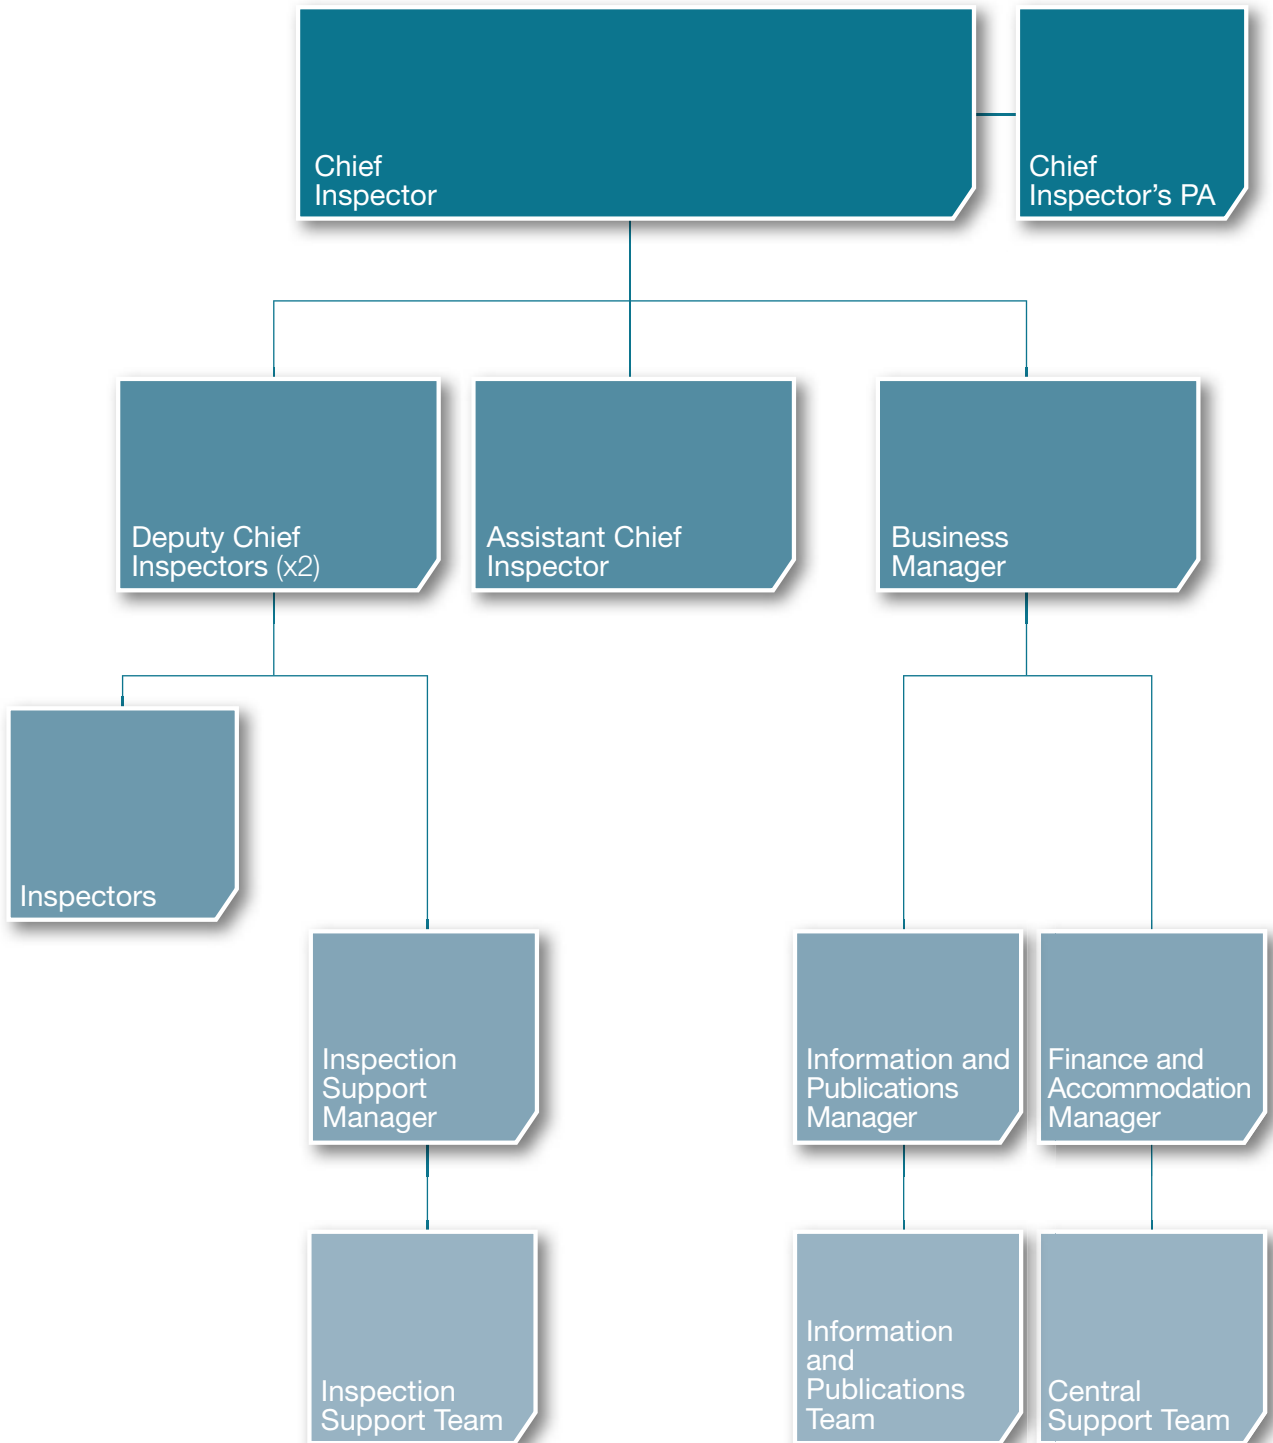 Chief
Inspector
Chief
Inspector’s PA
Deputy Chief
Inspectors (x2)
Assistant Chief
Inspector
Business
Manager
Inspectors
Inspection
Support
Manager
Information and
Publications
Manager
Finance and
Accommodation
Manager
Inspection
Support Team
Information
and
Publications
Team
Central
Support Team